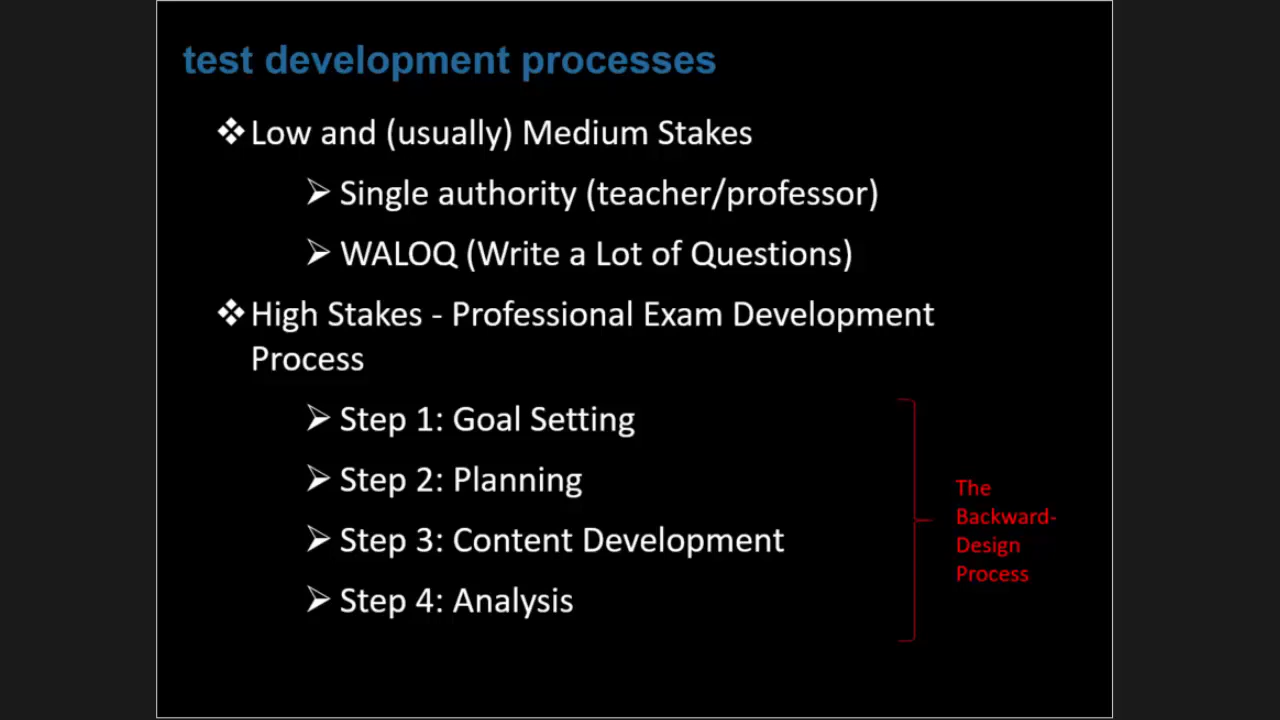 test development processes
❖Low and (usually) Medium Stakes
➢ Single authority (teacher/professor)
➢ WALOQ (Write a Lot of Questions)
❖High Stakes - Professional Exam Development
Process
➢ Step 1: Goal Setting
➢ Step 2: Planning
➢ Step 3: Content Development
➢ Step 4: Analysis
The
Backward-
Design
Process